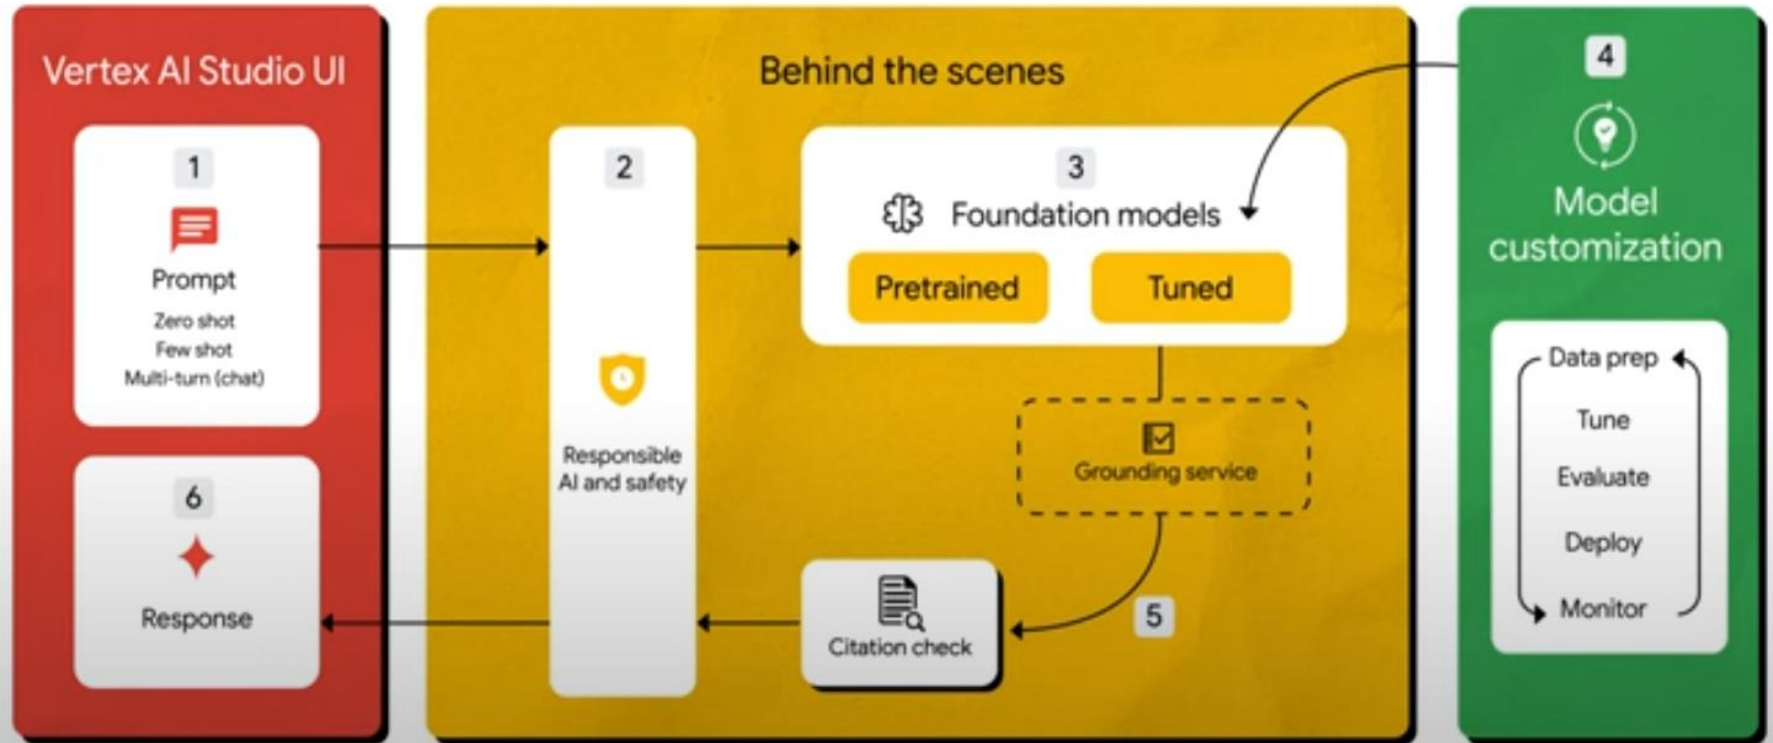 Vertex AI Studio UI
1
Prompt
Zero shot
Few shot
Multi-turn (chat)
6
Response
Behind the scenes
2
Responsible
AI and safety
3
Foundation models
Pretrained
Tuned
Grounding service
5
Citation check
4
Model
customization
Data prep
Tune
Evaluate
Deploy
Monitor